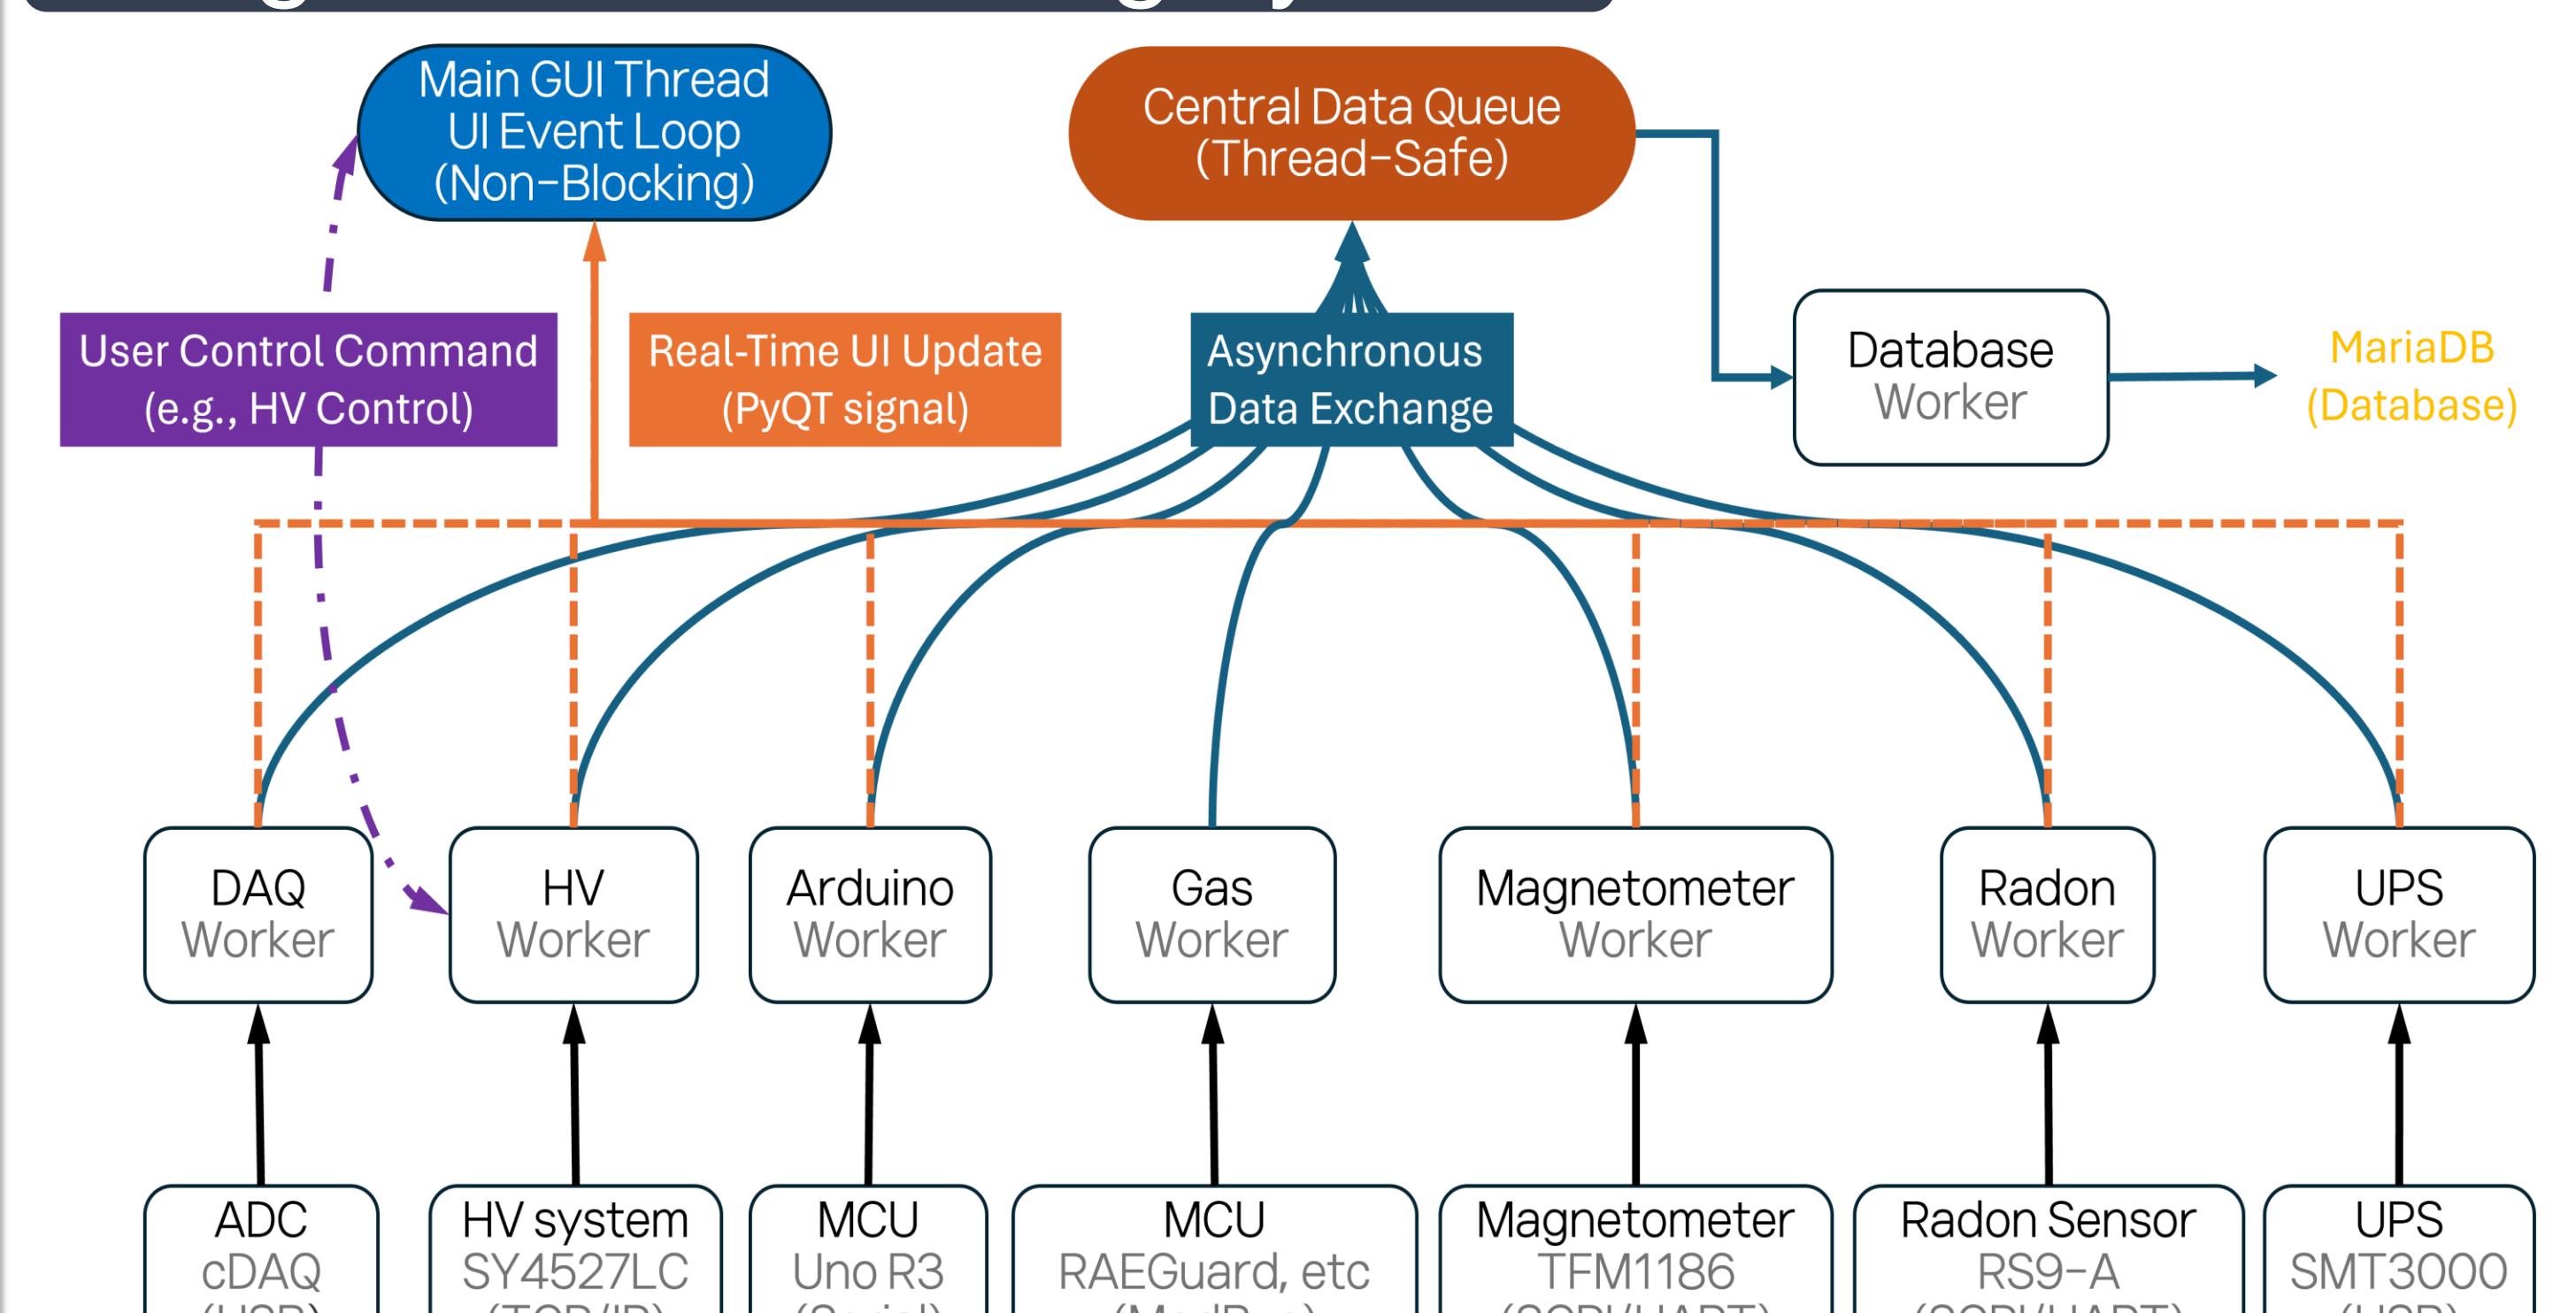 Main GUI Thread
UI Event Loop
(Non-Blocking)
Central Data Queue
(Thread-Safe)
User Control Command
(e.g., HV Control)
Real-Time UI Update
(PyQT signal)
Asynchronous
Data Exchange
Database
Worker
MariaDB
(Database)
DAQ
Worker
HV
Worker
Arduino
Worker
Gas
Worker
Magnetometer
Worker
Radon
Worker
UPS
Worker
ADC
cDAQ
HV system
SY4527LC
MCU
Uno R3
MCU
RAEGuard, etc
Magnetometer
TFM1186
Radon Sensor
RS9-A
UPS
SMT3000